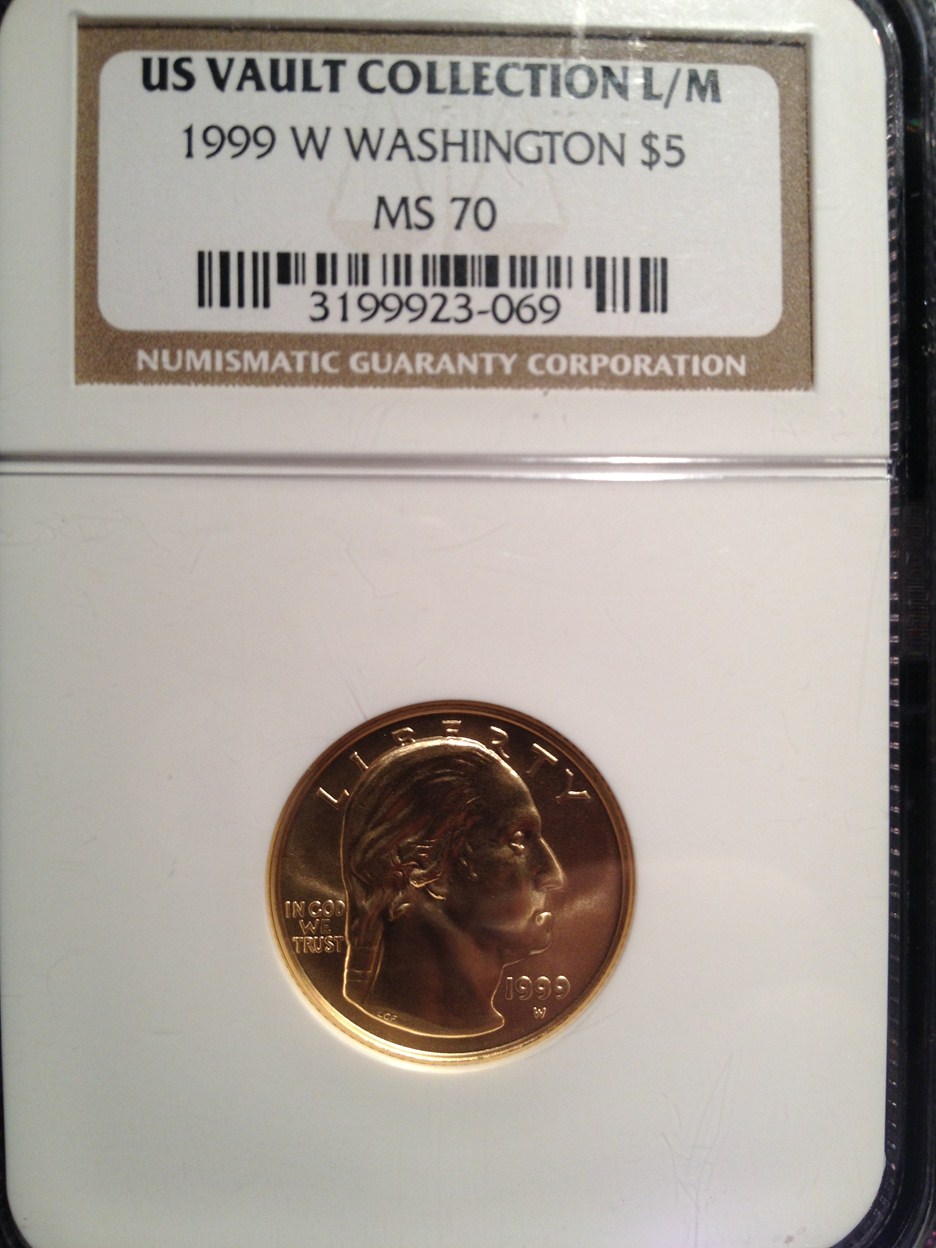 US VAULT COLLECTION L/M
1999 W WASHINGTON $5
MS 70
3199923-069
NUMISMATIC GUARANTY CORPORATION
LIBERTY
IN GOD
WE
TRUST
1999
W